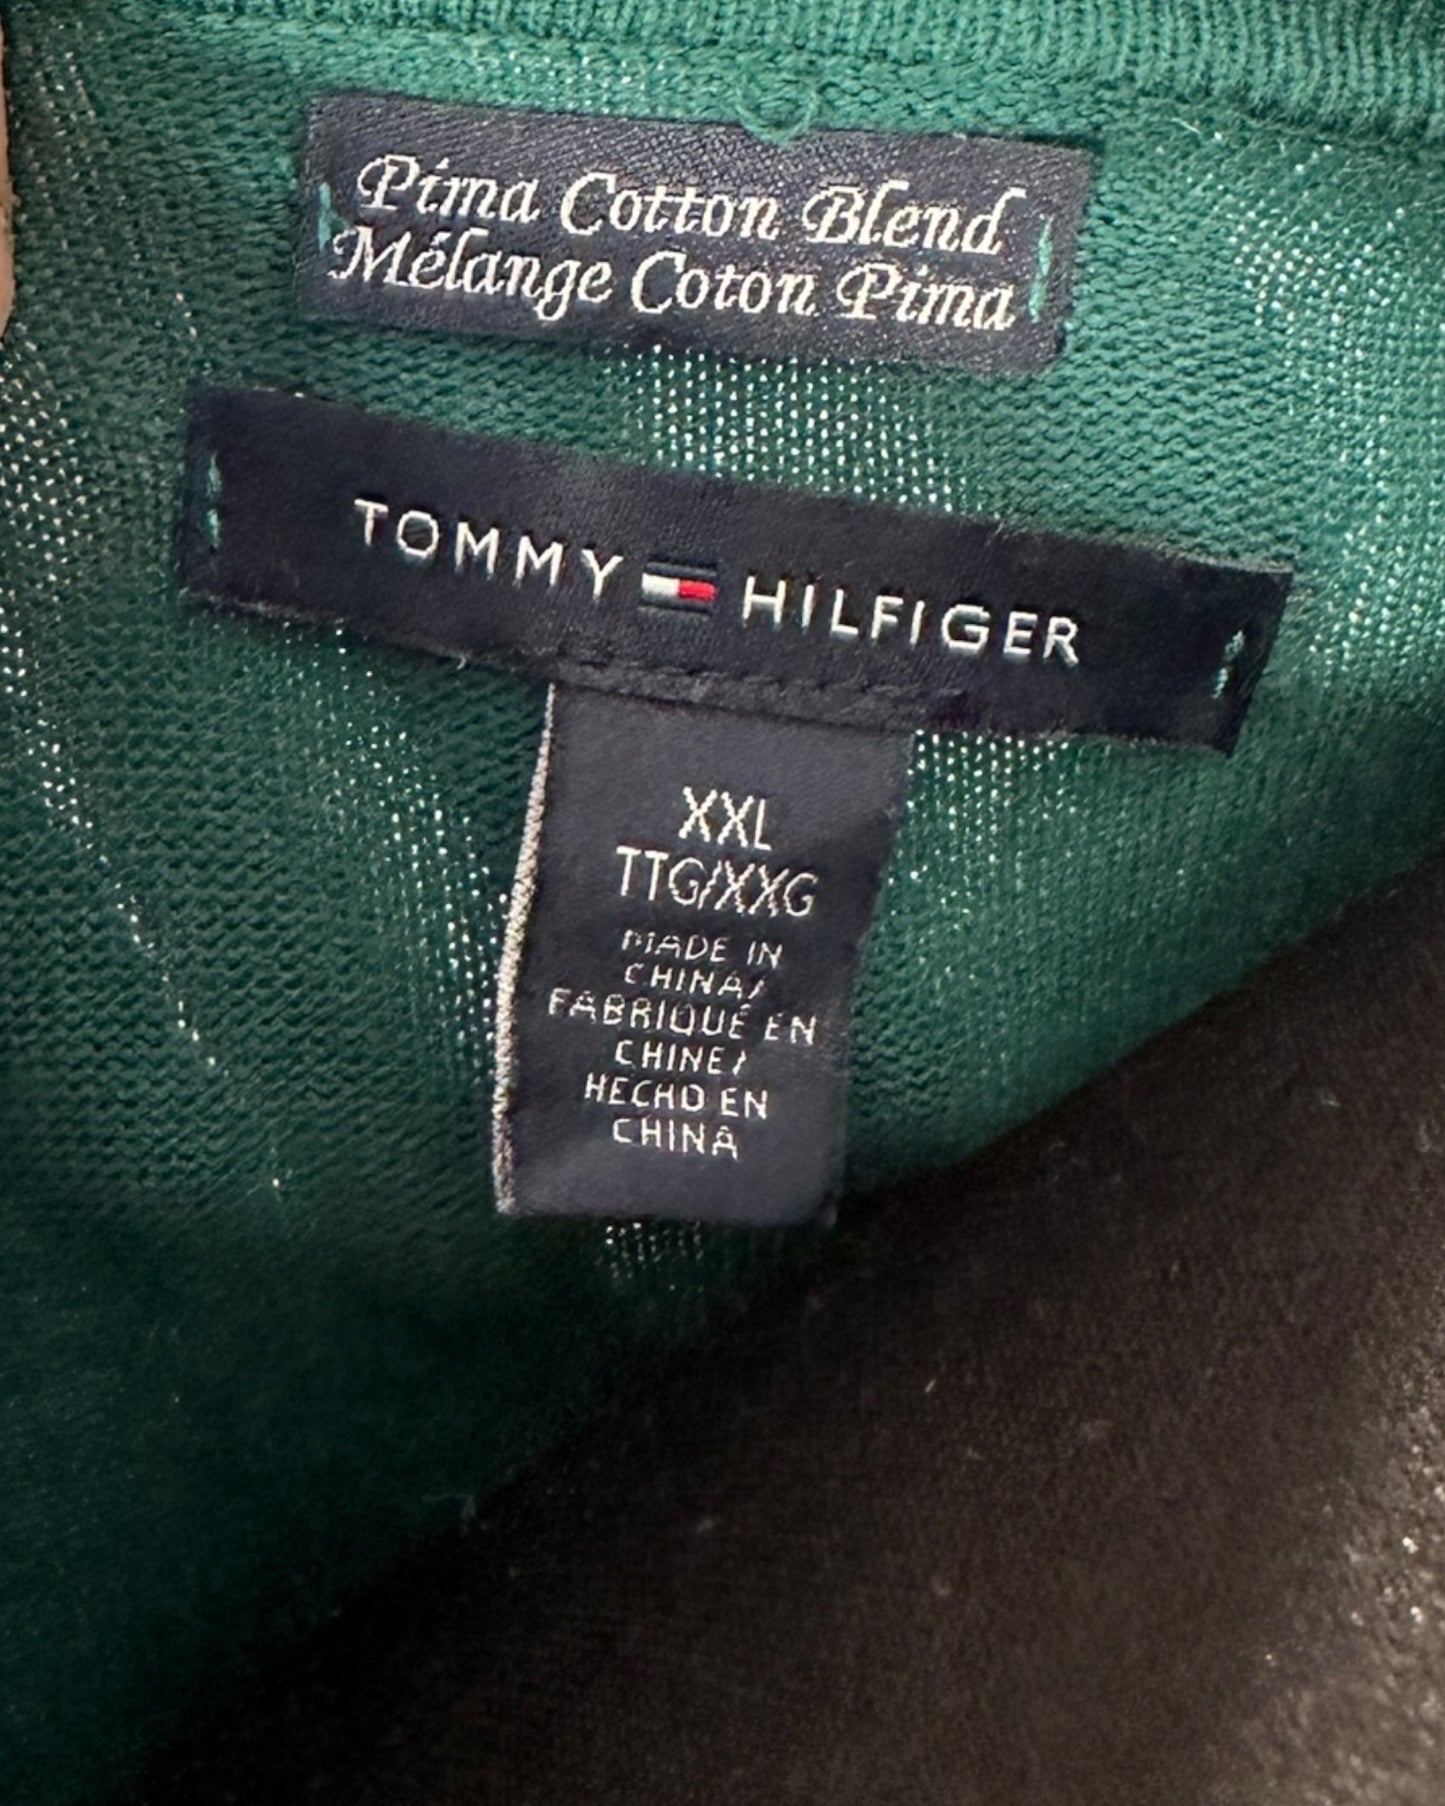 Pima Cotton Blend
Mélange Coton Pima
TOMMY HILFIGER
XXL
TTG/XXG
MADE IN
CHINA/
FABRIQUÉ EN
CHINE/
HECHO EN
CHINA